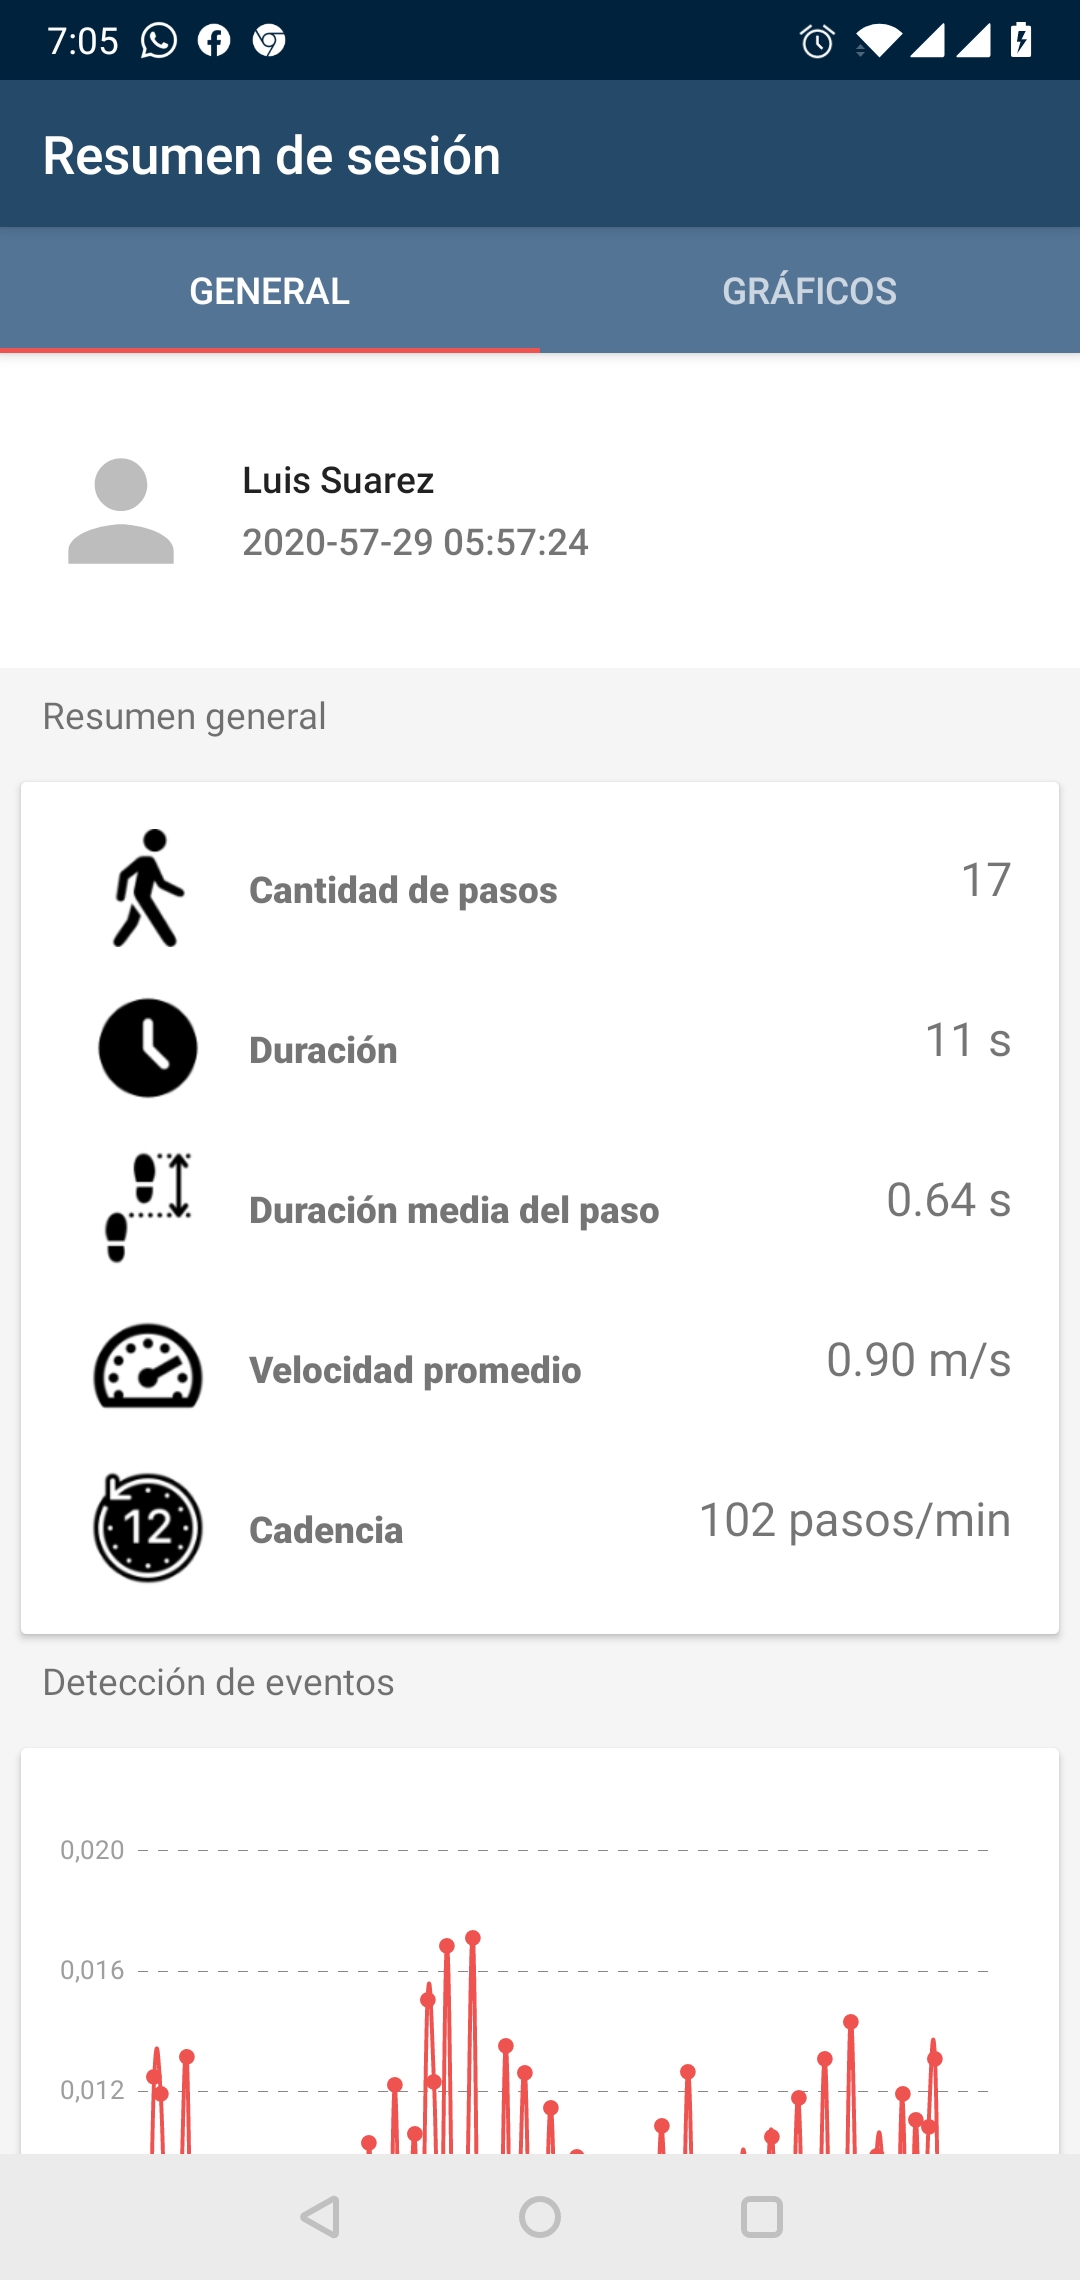 7:05
Resumen de sesión
GENERAL
GRÁFICOS
Luis Suarez
2020-57-29 05:57:24
Resumen general
Cantidad de pasos 17
Duración 11 s
Duración media del paso 0.64 s
Velocidad promedio 0.90 m/s
12
Cadencia 102 pasos/min
Detección de eventos
0,020
0,016
0,012